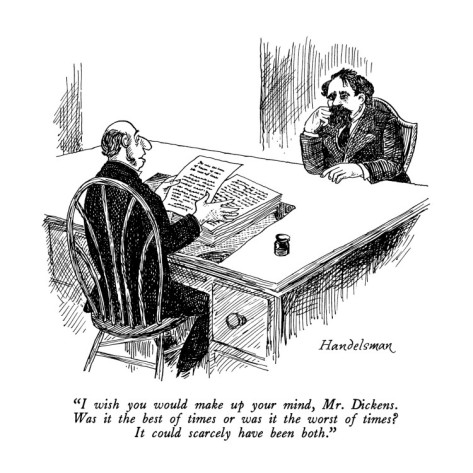 Handelsman
“I wish you would make up your mind, Mr. Dickens.
Was it the best of times or was it the worst of times?
It could scarcely have been both.”